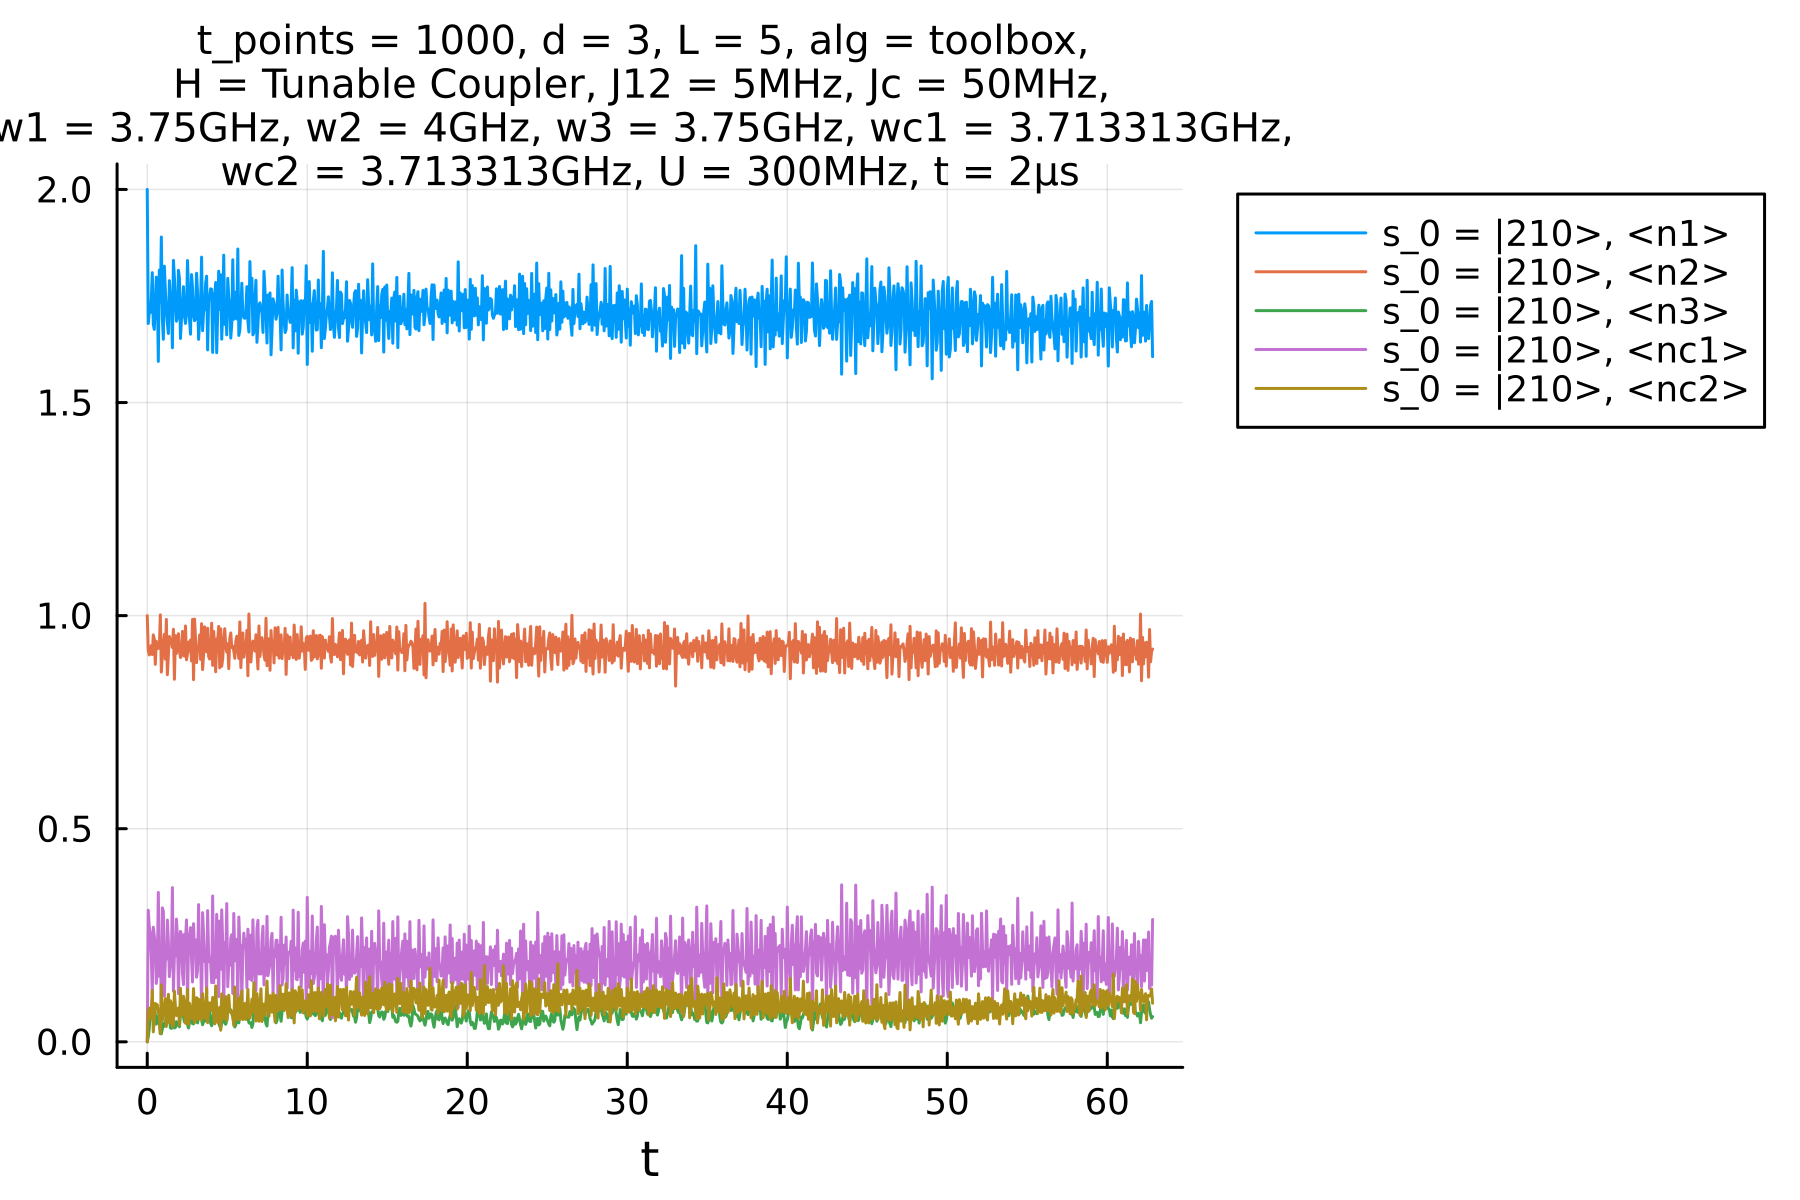 t_points = 1000, d = 3, L = 5, alg = toolbox,
H = Tunable Coupler, J12 = 5MHz, Jc = 50MHz,
w1 = 3.75GHz, w2 = 4GHz, w3 = 3.75GHz, wc1 = 3.713313GHz,
wc2 = 3.713313GHz, U = 300MHz, t = 2μs
2.0
1.5
1.0
0.5
0.0
0 10 20 30 40 50 60
t
s_0 = |210>, <n1>
s_0 = |210>, <n2>
s_0 = |210>, <n3>
s_0 = |210>, <nc1>
s_0 = |210>, <nc2>